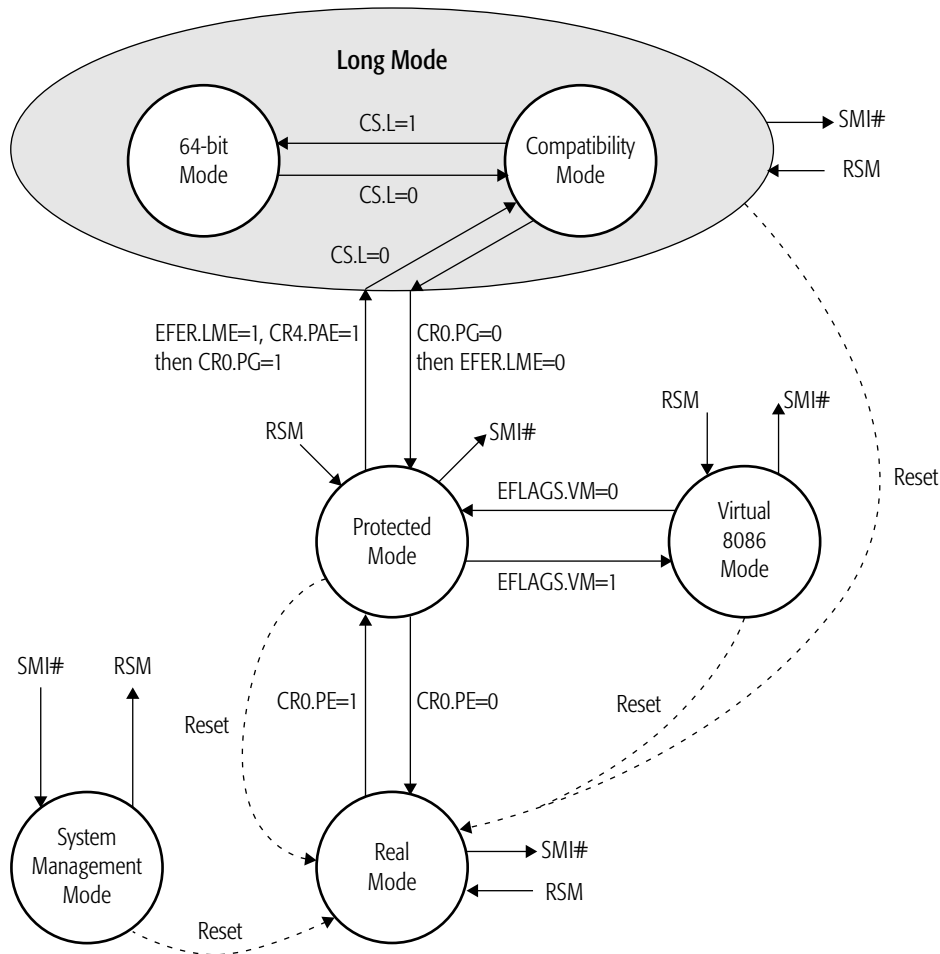 Long Mode
64-bit
Mode
CS.L=1
CS.L=0
Compatibility
Mode
SMI#
RSM
CS.L=0
EFER.LME=1, CR4.PAE=1
then CR0.PG=1
CR0.PG=0
then EFER.LME=0
RSM
SMI#
RSM
SMI#
Reset
Protected
Mode
EFLAGS.VM=0
EFLAGS.VM=1
Virtual
8086
Mode
SMI#
RSM
Reset
CR0.PE=1
CR0.PE=0
Reset
System
Management
Mode
Real
Mode
SMI#
RSM
Reset